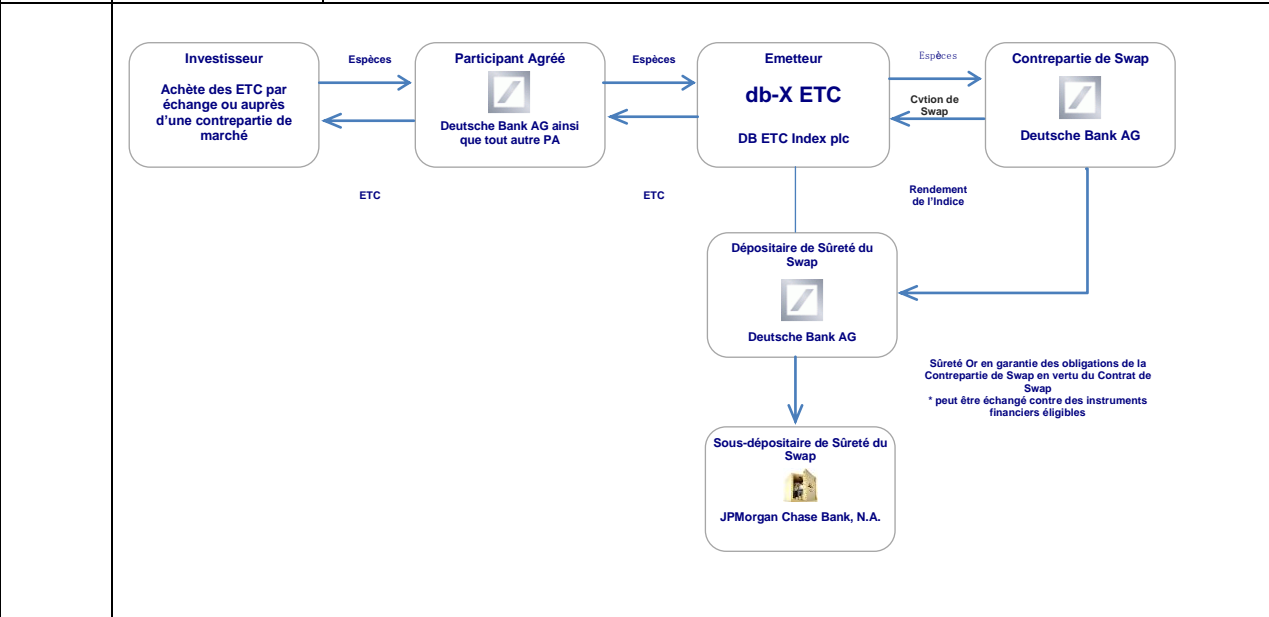 Investisseur
Achète des ETC par
échange ou auprès
d’une contrepartie de
marché
Espèces
ETC
Participant Agréé
Deutsche Bank AG ainsi
que tout autre PA
Espèces
ETC
Emetteur
db-X ETC
DB ETC Index plc
Espèces
Cvtion de
Swap
Rendement
de l’Indice
Contrepartie de Swap
Deutsche Bank AG
Dépositaire de Sûreté du
Swap
Deutsche Bank AG
Sûreté Or en garantie des obligations de la
Contrepartie de Swap en vertu du Contrat de
Swap
* peut être échangé contre des instruments
financiers éligibles
Sous-dépositaire de Sûreté du
Swap
JPMorgan Chase Bank, N.A.